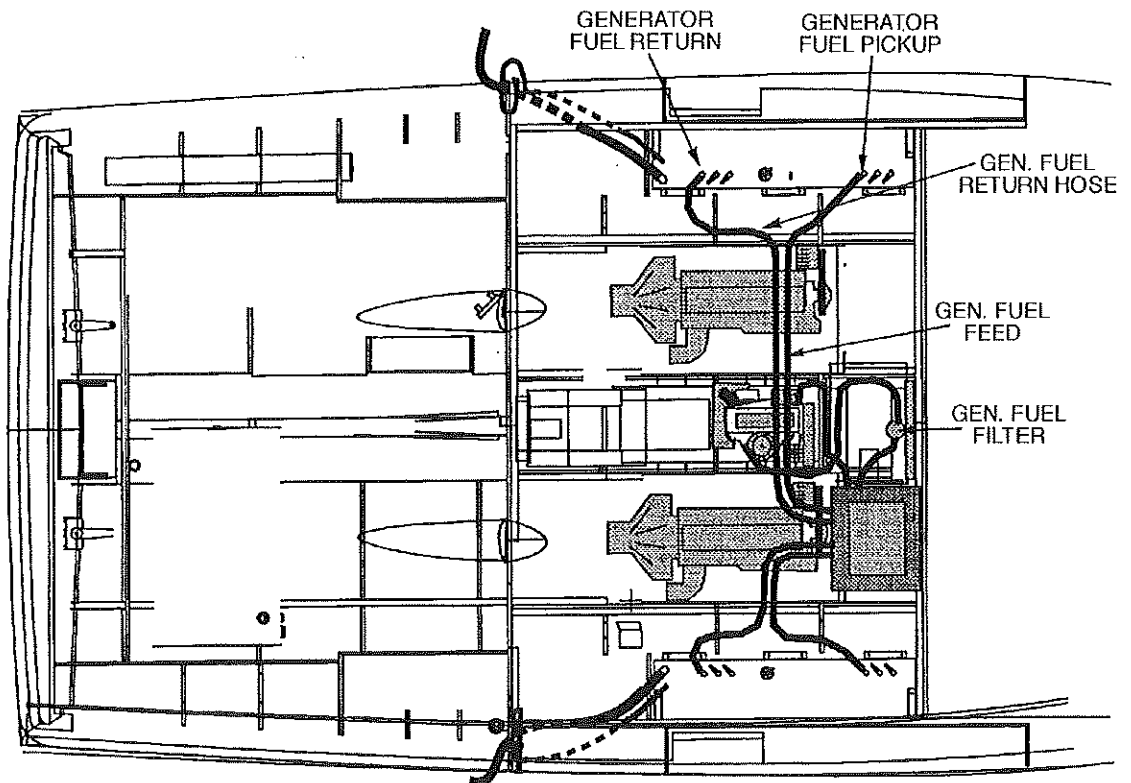 GENERATOR
FUEL RETURN
GENERATOR
FUEL PICKUP
GEN. FUEL
RETURN HOSE
GEN. FUEL
FEED
GEN. FUEL
FILTER